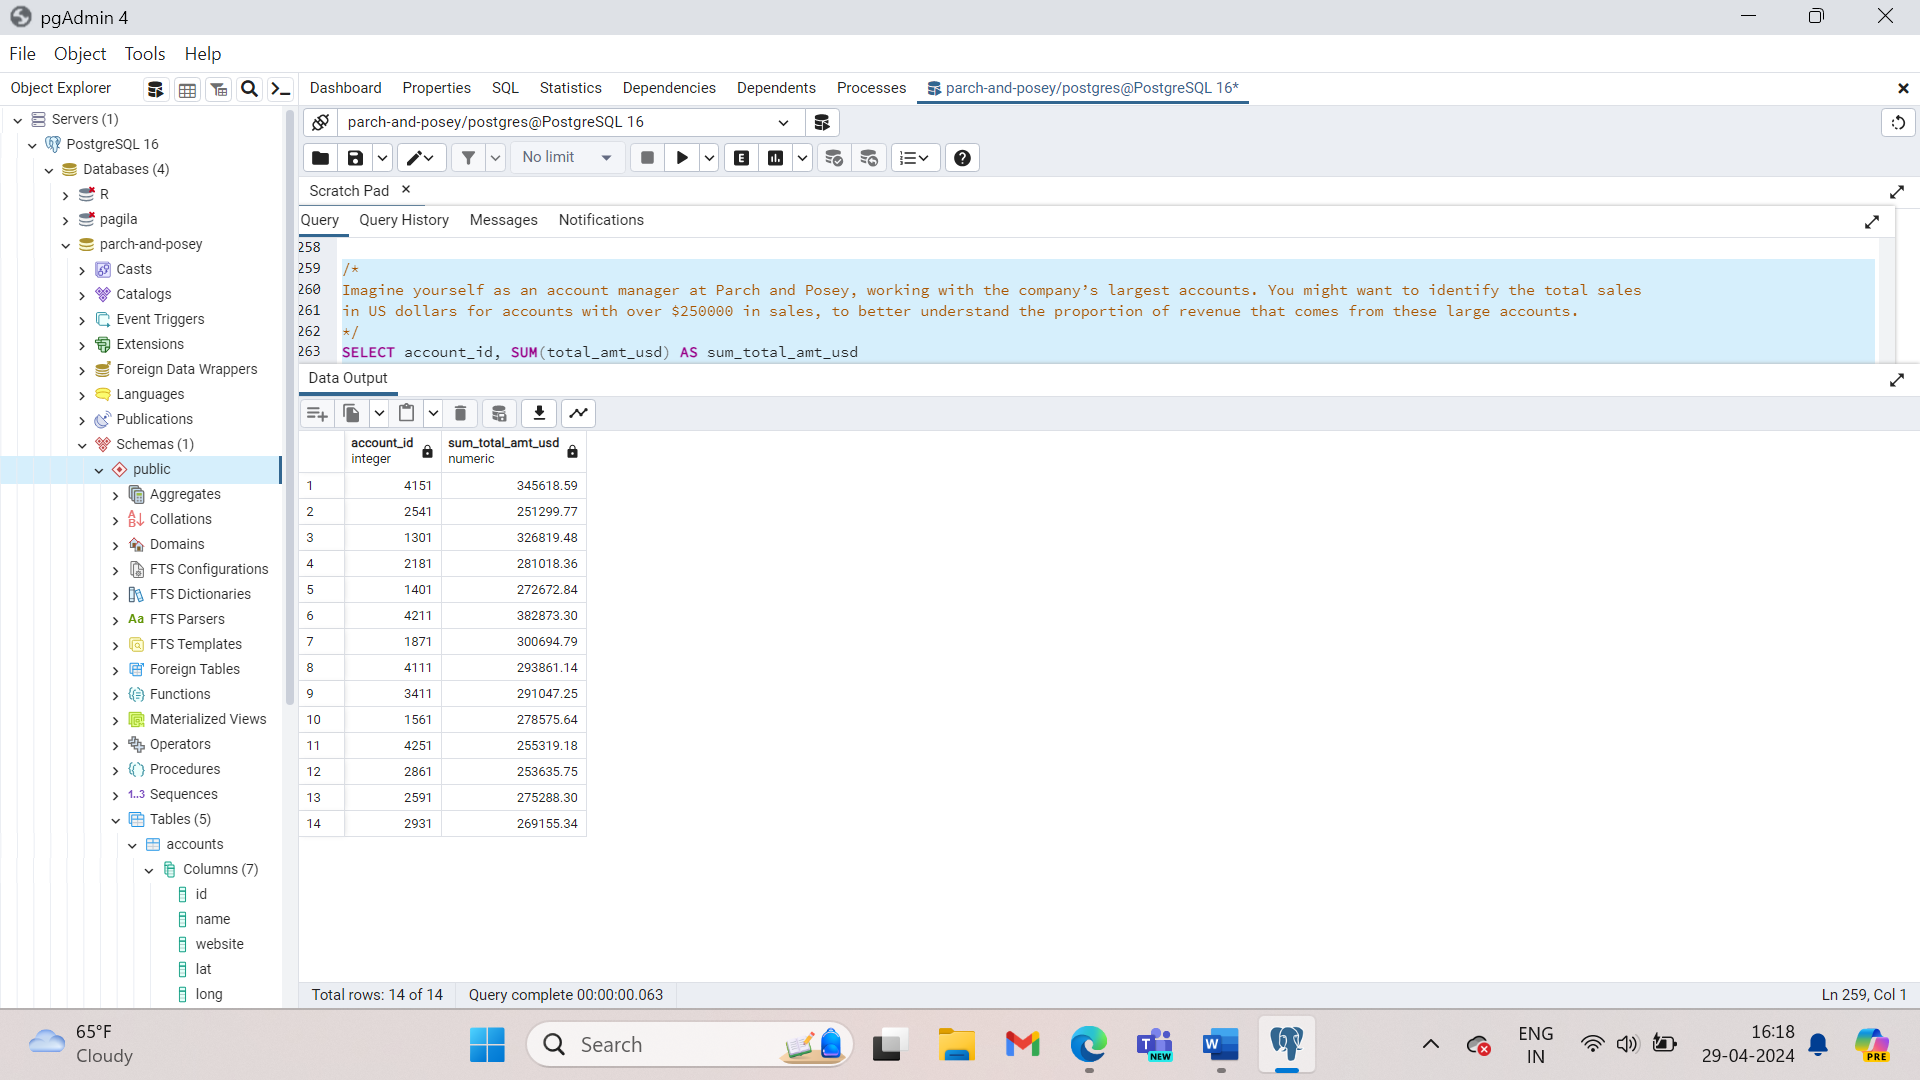 pgAdmin 4
File Object Tools Help
Object Explorer
Dashboard Properties SQL Statistics Dependencies Dependents Processes parch-and-posey/postgres@PostgreSQL 16*
Servers (1)
PostgreSQL 16
Databases (4)
R
pagila
parch-and-posey
Casts
Catalogs
Event Triggers
Extensions
Foreign Data Wrappers
Languages
Publications
Schemas (1)
public
Aggregates
Collations
Domains
FTS Configurations
FTS Dictionaries
Aa FTS Parsers
FTS Templates
Foreign Tables
Functions
Materialized Views
Operators
Procedures
1..3 Sequences
Tables (5)
accounts
Columns (7)
id
name
website
lat
long
parch-and-posey/postgres@PostgreSQL 16
No limit
E
Scratch Pad
Query Query History Messages Notifications
258
259 /*
260 Imagine yourself as an account manager at Parch and Posey, working with the company’s largest accounts. You might want to identify the total sales
261 in US dollars for accounts with over $250000 in sales, to better understand the proportion of revenue that comes from these large accounts.
262 */
263 SELECT account_id, SUM(total_amt_usd) AS sum_total_amt_usd
Data Output
account_id sum_total_amt_usd
integer numeric
1 4151 345618.59
2 2541 251299.77
3 1301 326819.48
4 2181 281018.36
5 1401 272672.84
6 4211 382873.30
7 1871 300694.79
8 4111 293861.14
9 3411 291047.25
10 1561 278575.64
11 4251 255319.18
12 2861 253635.75
13 2591 275288.30
14 2931 269155.34
Total rows: 14 of 14 Query complete 00:00:00.063 Ln 259, Col 1
65°F
Cloudy
Search
NEW
W
ENG
IN
16:18
29-04-2024
PRE